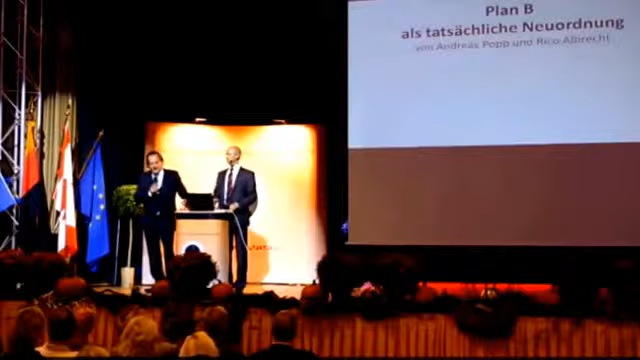 Plan B
als tatsächliche Neuordnung
von Andreas Popp und Rico Albrecht